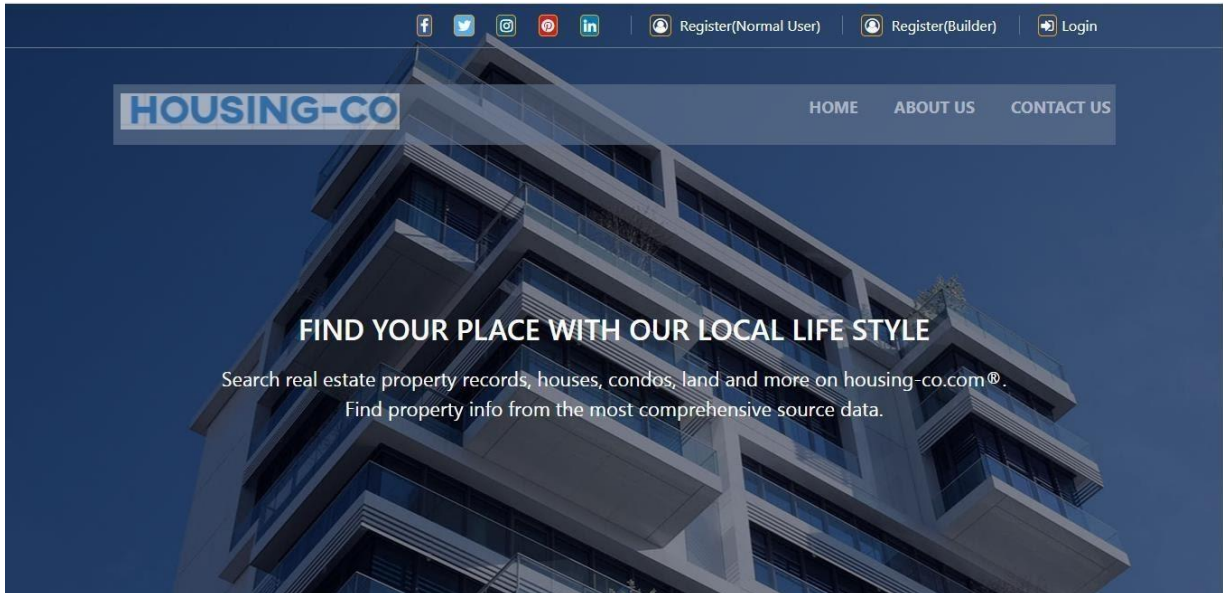 Register(Normal User) Register(Builder) Login
HOUSING-CO HOME ABOUT US CONTACT US
FIND YOUR PLACE WITH OUR LOCAL LIFE STYLE
Search real estate property records, houses, condos, land and more on housing-co.com®.
Find property info from the most comprehensive source data.